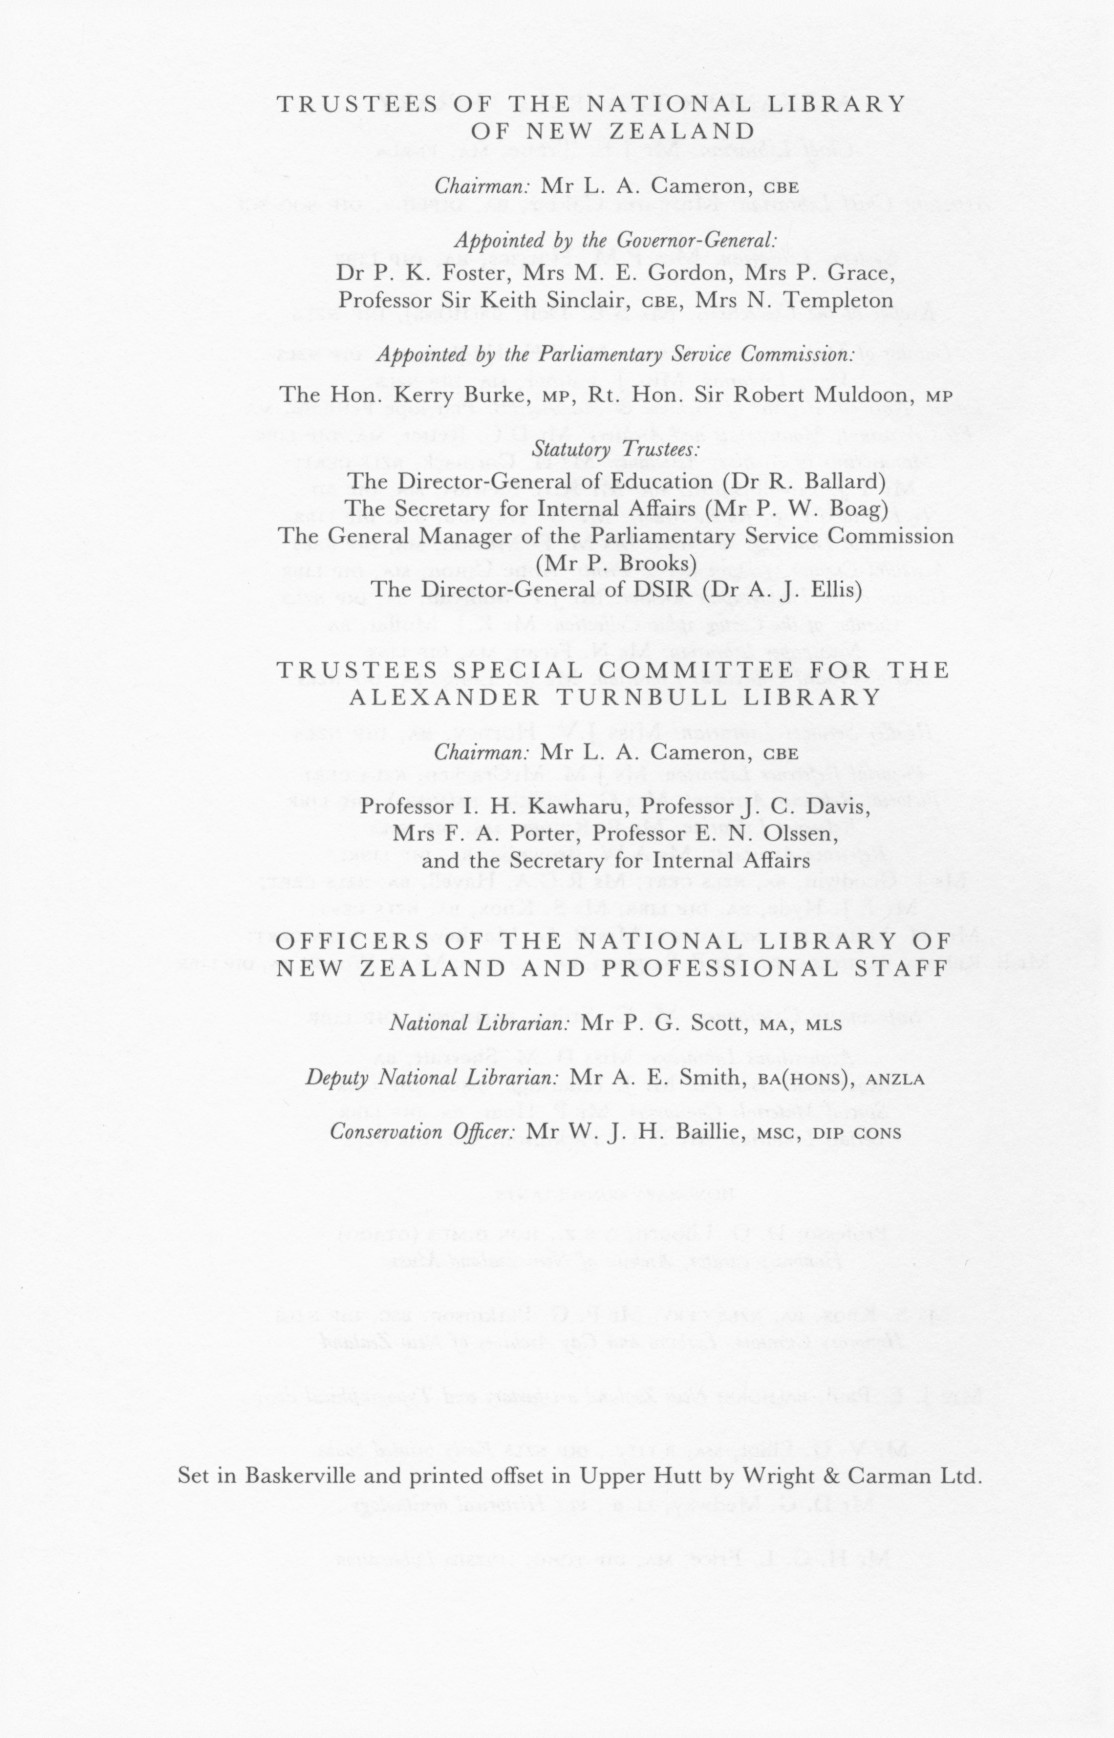 TRUSTEES OF THE NATIONAL LIBRARY
OF NEW ZEALAND
Chairman: Mr L. A. Cameron, CBE
Appointed by the Governor-General:
Dr P. K. Foster, Mrs M. E. Gordon, Mrs P. Grace,
Professor Sir Keith Sinclair, CBE, Mrs N. Templeton
Appointed by the Parliamentary Service Commission:
The Hon. Kerry Burke, MP, Rt. Hon. Sir Robert Muldoon, MP
Statutory Trustees:
The Director-General of Education (Dr R. Ballard)
The Secretary for Internal Affairs (Mr P. W. Boag)
The General Manager of the Parliamentary Service Commission
(Mr P. Brooks)
The Director-General of DSIR (Dr A. J. Ellis)
TRUSTEES SPECIAL COMMITTEE FOR THE
ALEXANDER TURNBULL LIBRARY
Chairman: Mr L. A. Cameron, CBE
Professor I. H. Kawharu, Professor J. C. Davis,
Mrs F. A. Porter, Professor E. N. Olssen,
and the Secretary for Internal Affairs
OFFICERS OF THE NATIONAL LIBRARY OF
NEW ZEALAND AND PROFESSIONAL STAFF
National Librarian: Mr P. G. Scott, MA, MLS
Deputy National Librarian: Mr A. E. Smith, BA(HONS), ANZLA
Conservation Officer: Mr W. J. H. Baillie, MSC, DIP CONS
Set in Baskerville and printed offset in Upper Hutt by Wright & Carman Ltd.